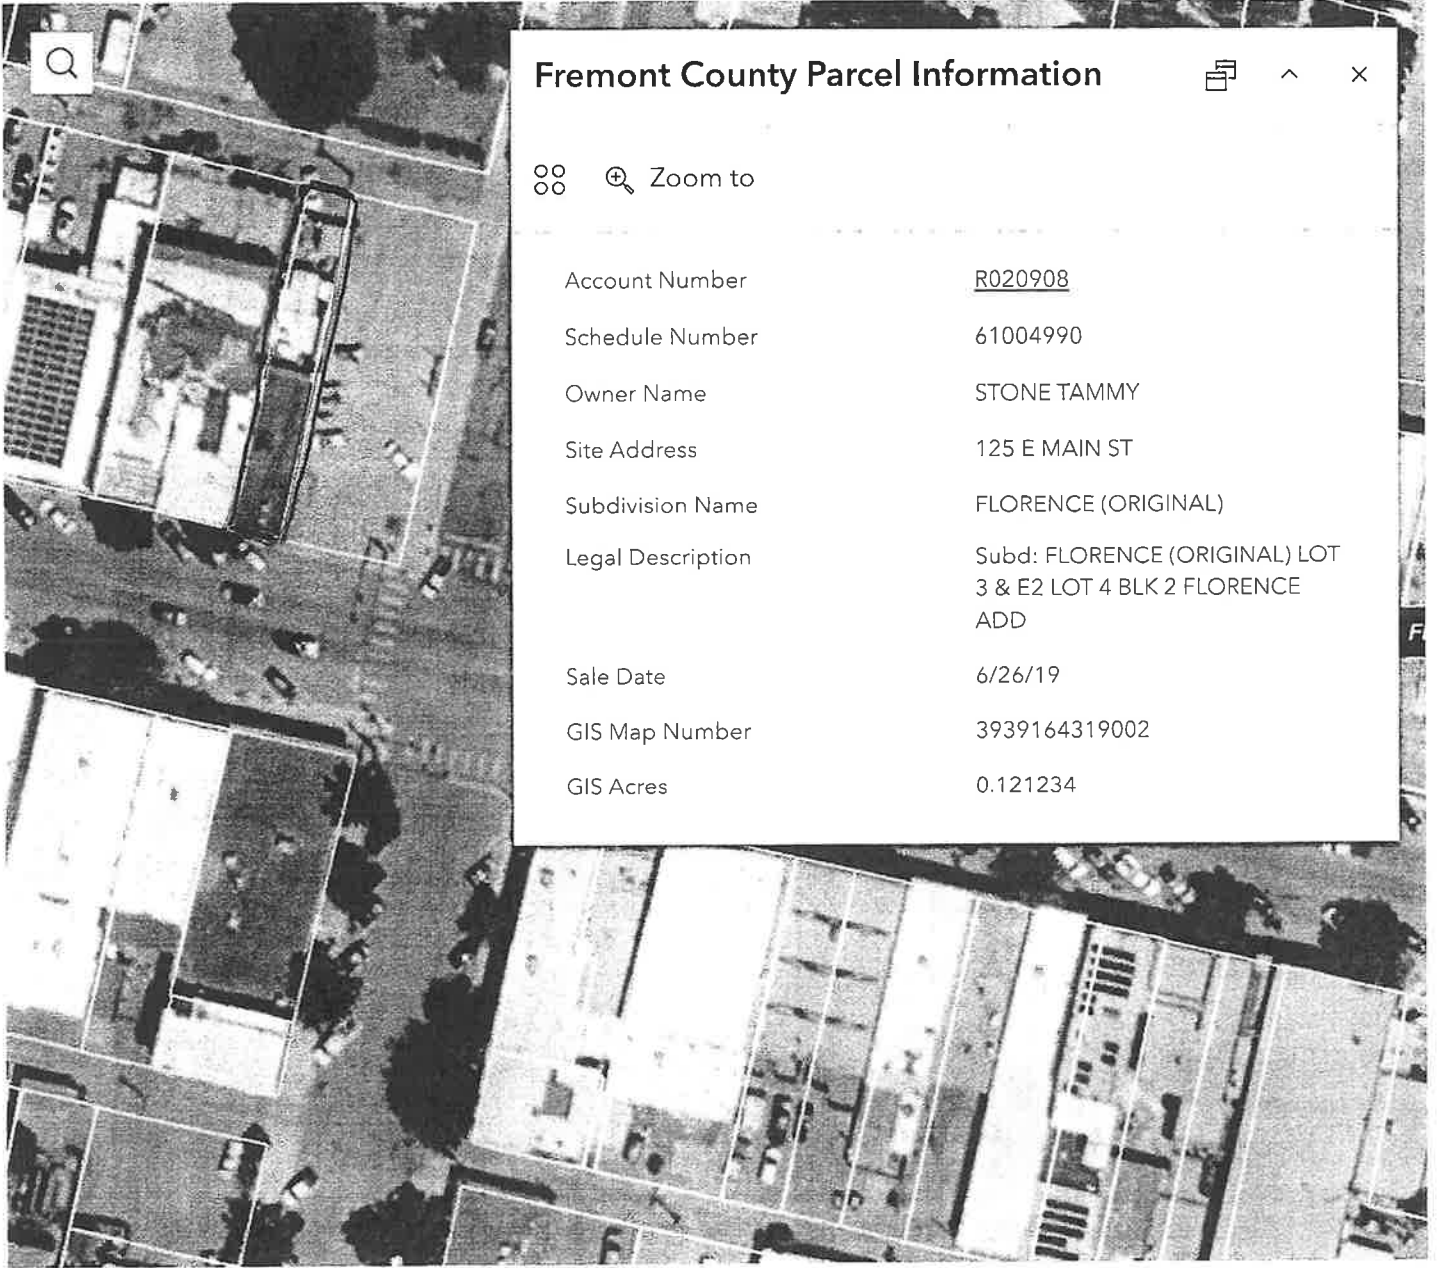 Fremont County Parcel Information
Zoom to
Account Number R020908
Schedule Number 61004990
Owner Name STONE TAMMY
Site Address 125 E MAIN ST
Subdivision Name FLORENCE (ORIGINAL)
Legal Description Subd: FLORENCE (ORIGINAL) LOT
3 & E2 LOT 4 BLK 2 FLORENCE
ADD
Sale Date 6/26/19
GIS Map Number 3939164319002
GIS Acres 0.121234